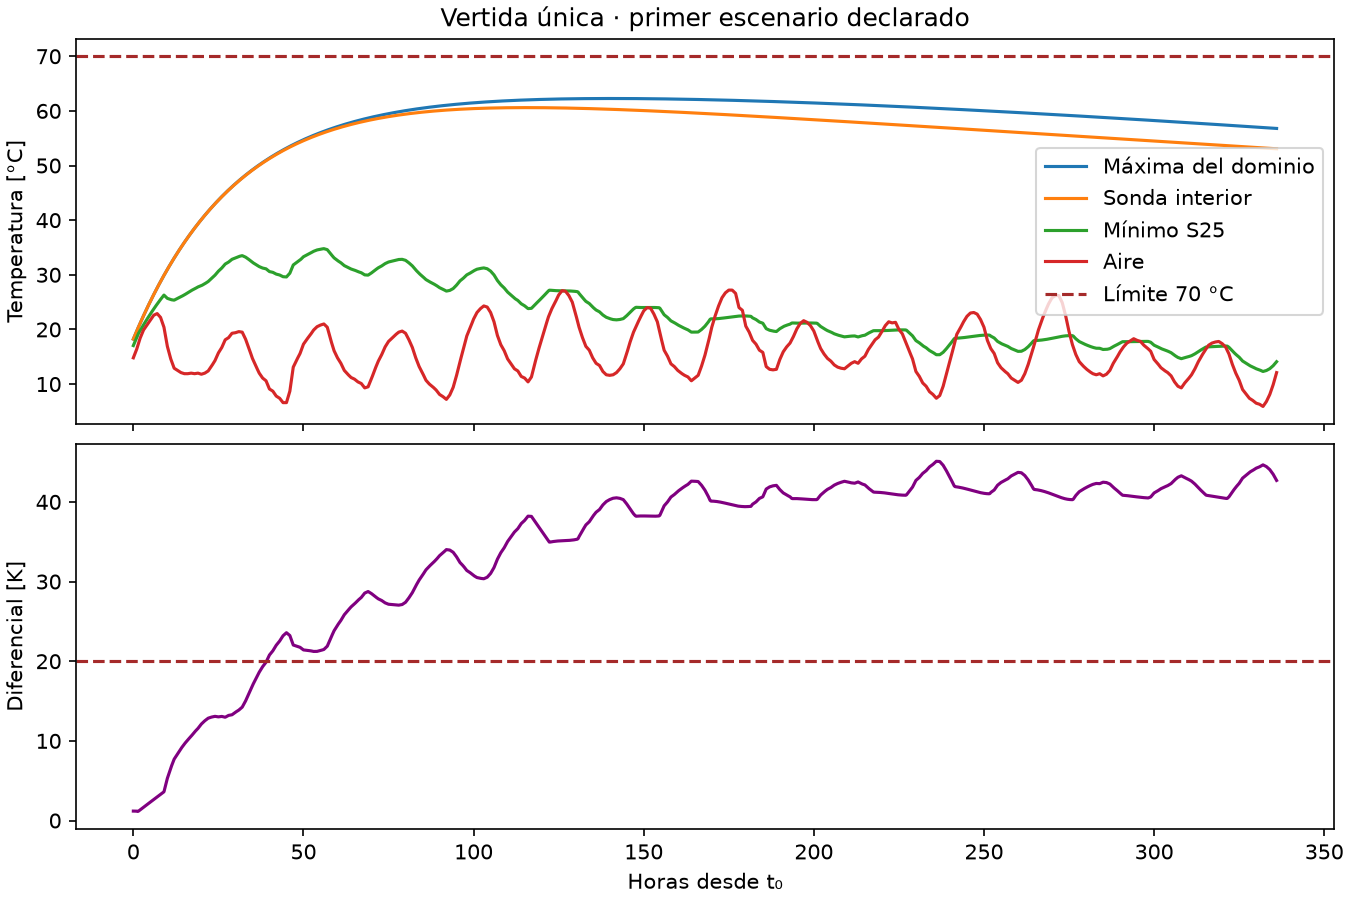 Vertida única · primer escenario declarado
Temperatura [°C]
70
60
50
40
30
20
10
Máxima del dominio
Sonda interior
Mínimo S25
Aire
Límite 70 °C
Diferencial [K]
40
30
20
10
0
0 50 100 150 200 250 300 350
Horas desde t₀